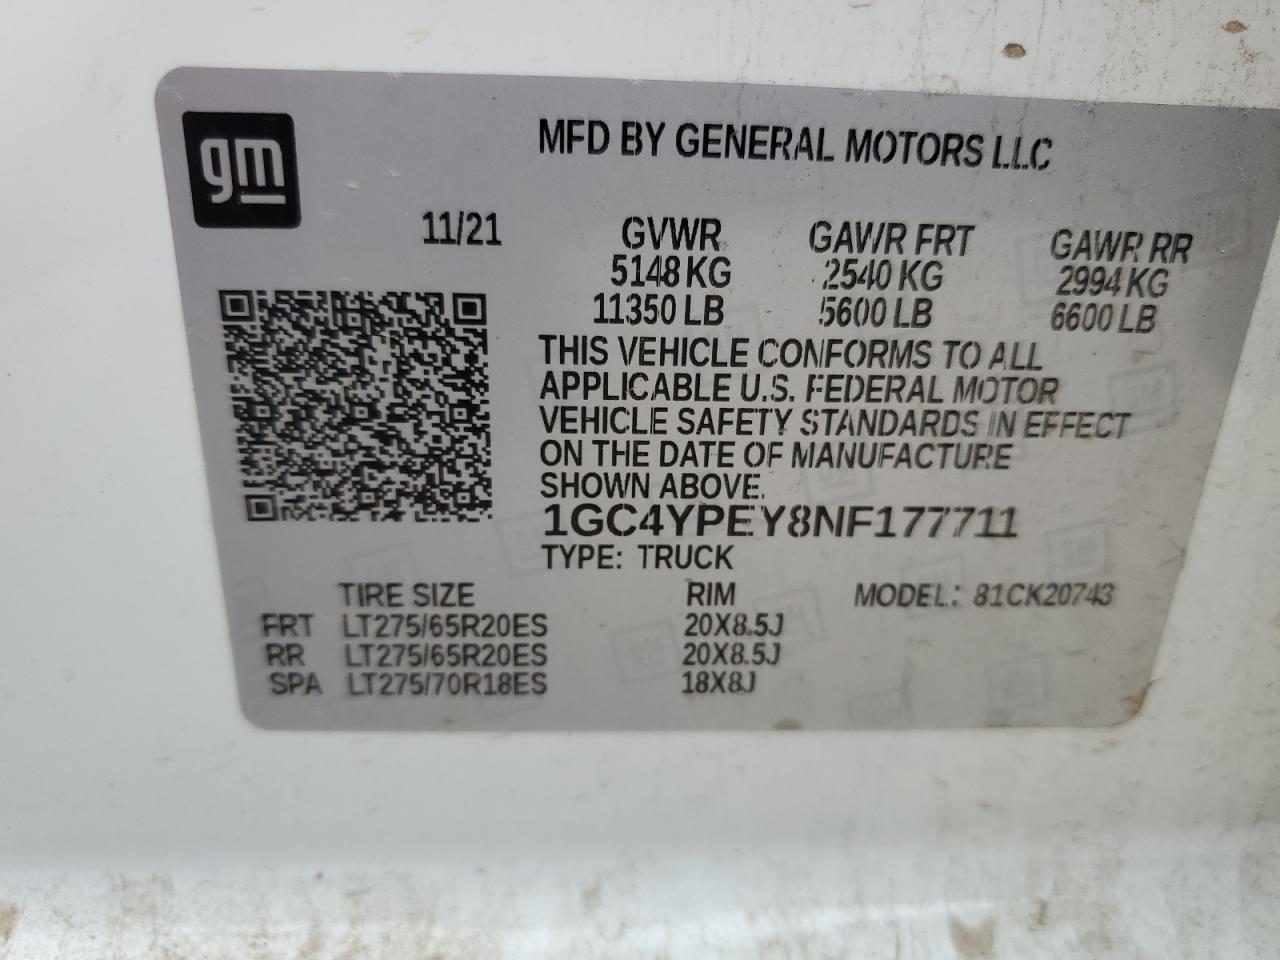 gm
MFD BY GENERAL MOTORS LLC
11/21 GVWR GAWR FRT GAWR RR
5148 KG 2540 KG 2994 KG
11350 LB 5600 LB 6600 LB
THIS VEHICLE CONFORMS TO ALL
APPLICABLE U.S. FEDERAL MOTOR
VEHICLE SAFETY STANDARDS IN EFFECT
ON THE DATE OF MANUFACTURE
SHOWN ABOVE.
1GC4YPEY8NF177711
TYPE: TRUCK
TIRE SIZE RIM MODEL: 81CK20743
FRT LT275/65R20ES 20X8.5J
RR LT275/65R20ES 20X8.5J
SPA LT275/70R18ES 18X8J